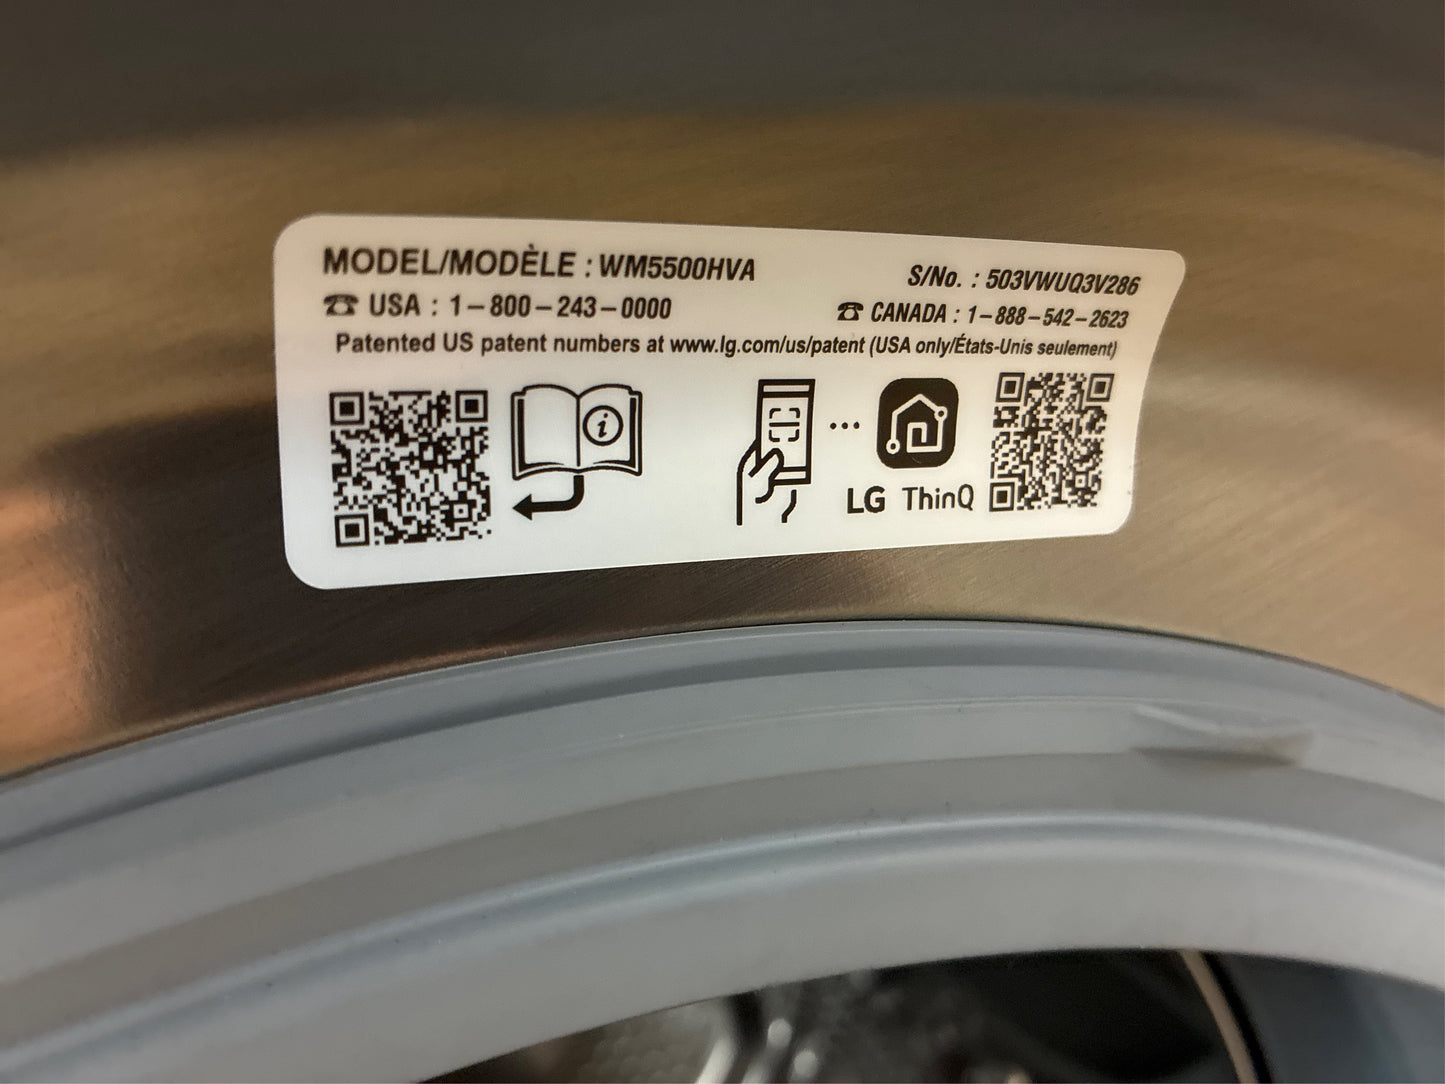 MODEL/MODÈLE : WM5500HVA
S/No. : 503VWUQ3V286
☎ USA : 1–800–243–0000
☎ CANADA : 1–888–542–2623
Patented US patent numbers at www.lg.com/us/patent (USA only/États-Unis seulement)
i
LG ThinQ